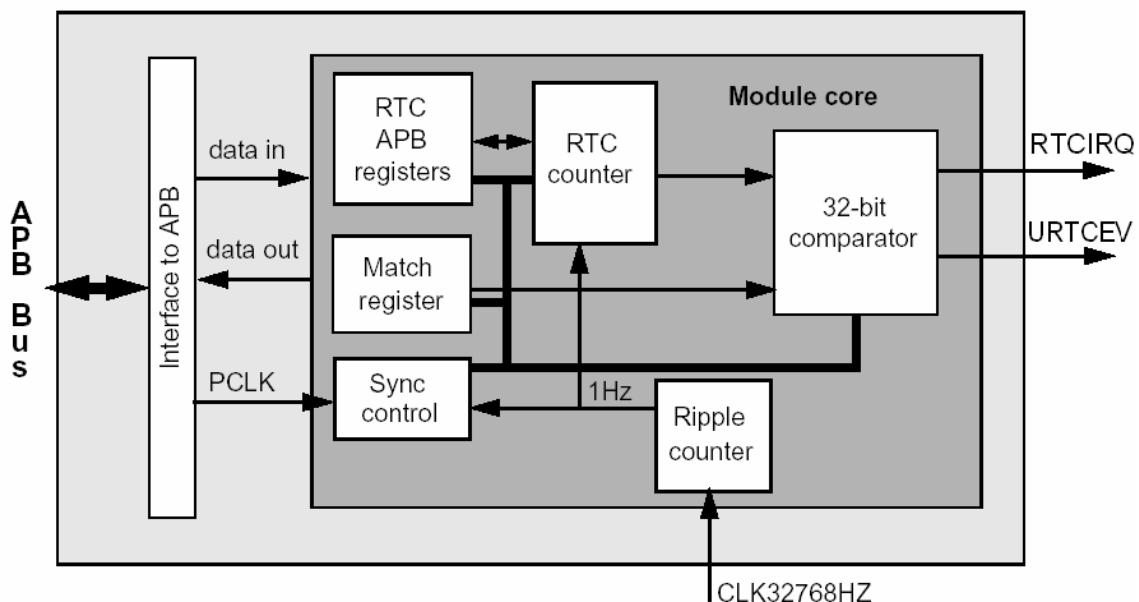 APB Bus
Interface to APB
data in
data out
PCLK
RTC
APB
registers
Match
register
Sync
control
RTC
counter
1Hz
Ripple
counter
Module core
32-bit
comparator
RTCIRQ
URTCEV
CLK32768HZ